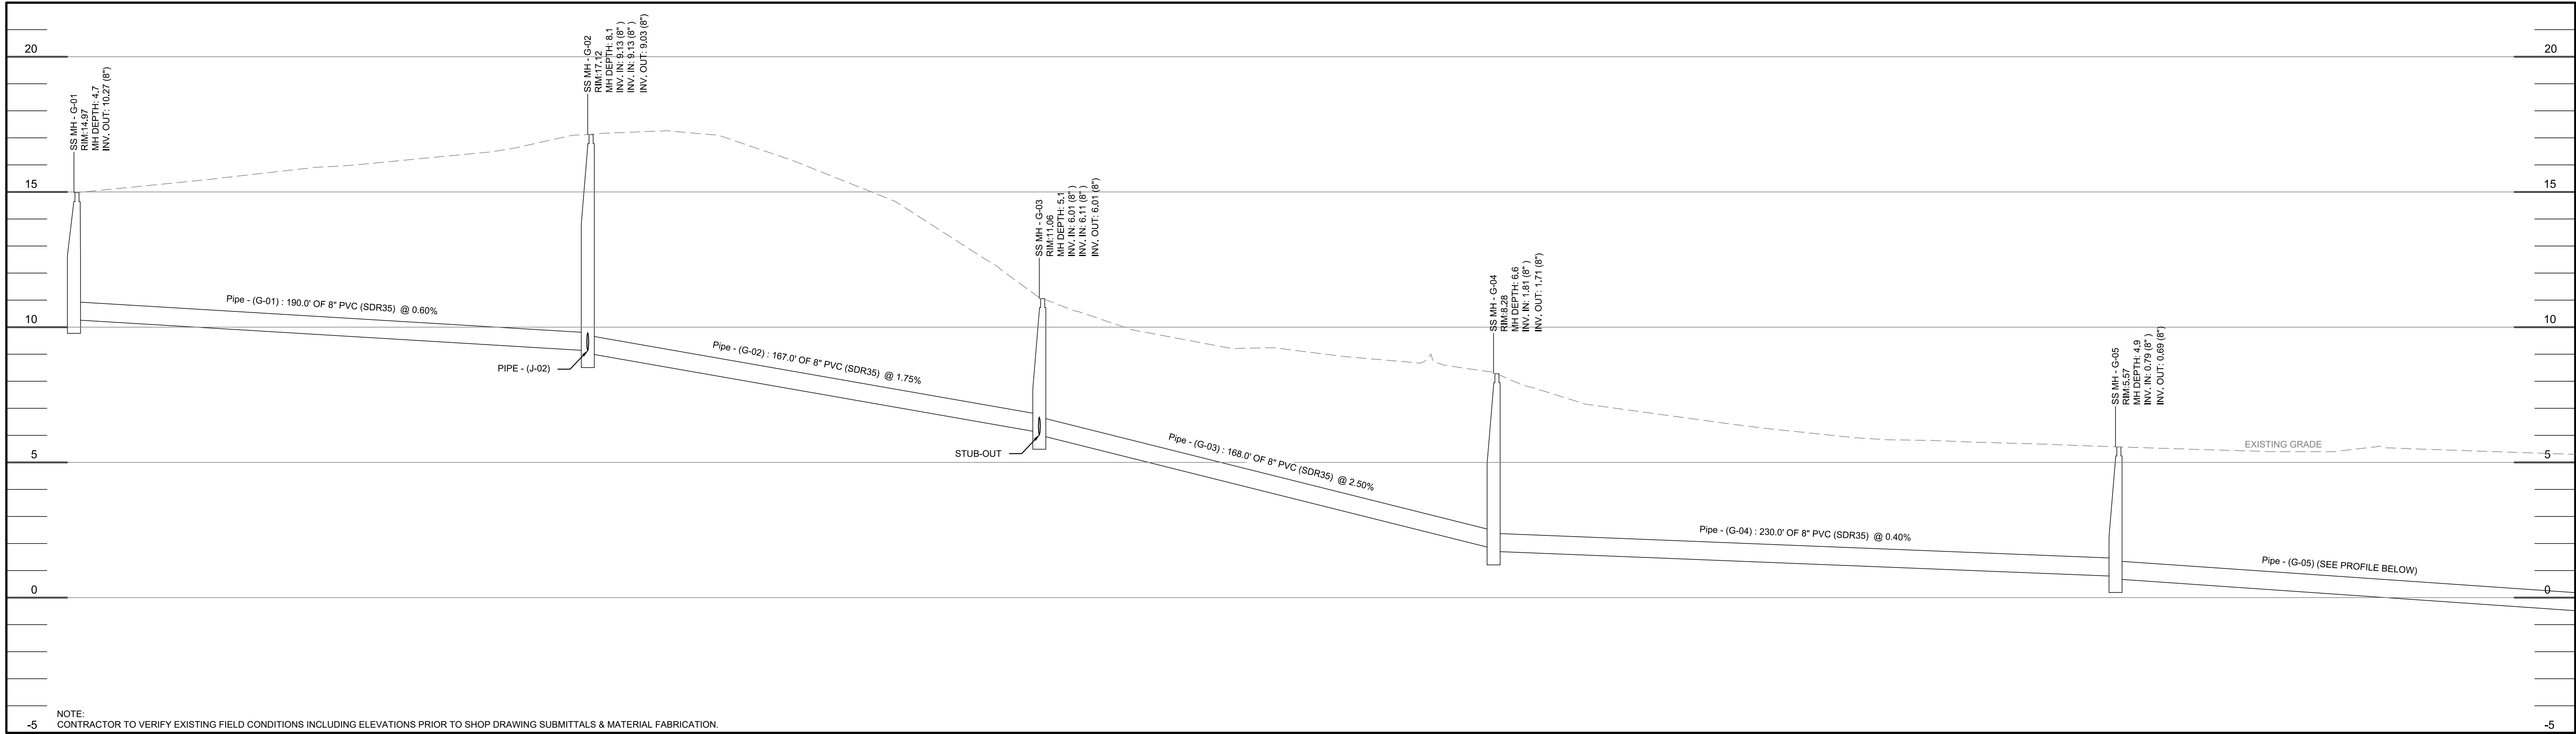 20
15
10
5
0
-5
SS MH - G-01
RIM:14.97
MH DEPTH: 4.7
INV. OUT: 10.27 (8")
SS MH - G-02
RIM:17.12
MH DEPTH: 8.1
INV. IN: 9.13 (8" )
INV. IN: 9.13 (8" )
INV. OUT: 9.03 (8")
SS MH - G-03
RIM:11.06
MH DEPTH: 5.1
INV. IN: 6.01 (8" )
INV. IN: 6.11 (8" )
INV. OUT: 6.01 (8")
SS MH - G-04
RIM:8.28
MH DEPTH: 6.6
INV. IN: 1.81 (8" )
INV. OUT: 1.71 (8")
SS MH - G-05
RIM:5.57
MH DEPTH: 4.9
INV. IN: 0.79 (8" )
INV. OUT: 0.69 (8")
Pipe - (G-01) : 190.0' OF 8" PVC (SDR35) @ 0.60%
PIPE - (J-02)
Pipe - (G-02) : 167.0' OF 8" PVC (SDR35) @ 1.75%
STUB-OUT
Pipe - (G-03) : 168.0' OF 8" PVC (SDR35) @ 2.50%
Pipe - (G-04) : 230.0' OF 8" PVC (SDR35) @ 0.40%
EXISTING GRADE
Pipe - (G-05) (SEE PROFILE BELOW)
20
15
10
5
0
-5
NOTE:
CONTRACTOR TO VERIFY EXISTING FIELD CONDITIONS INCLUDING ELEVATIONS PRIOR TO SHOP DRAWING SUBMITTALS & MATERIAL FABRICATION.